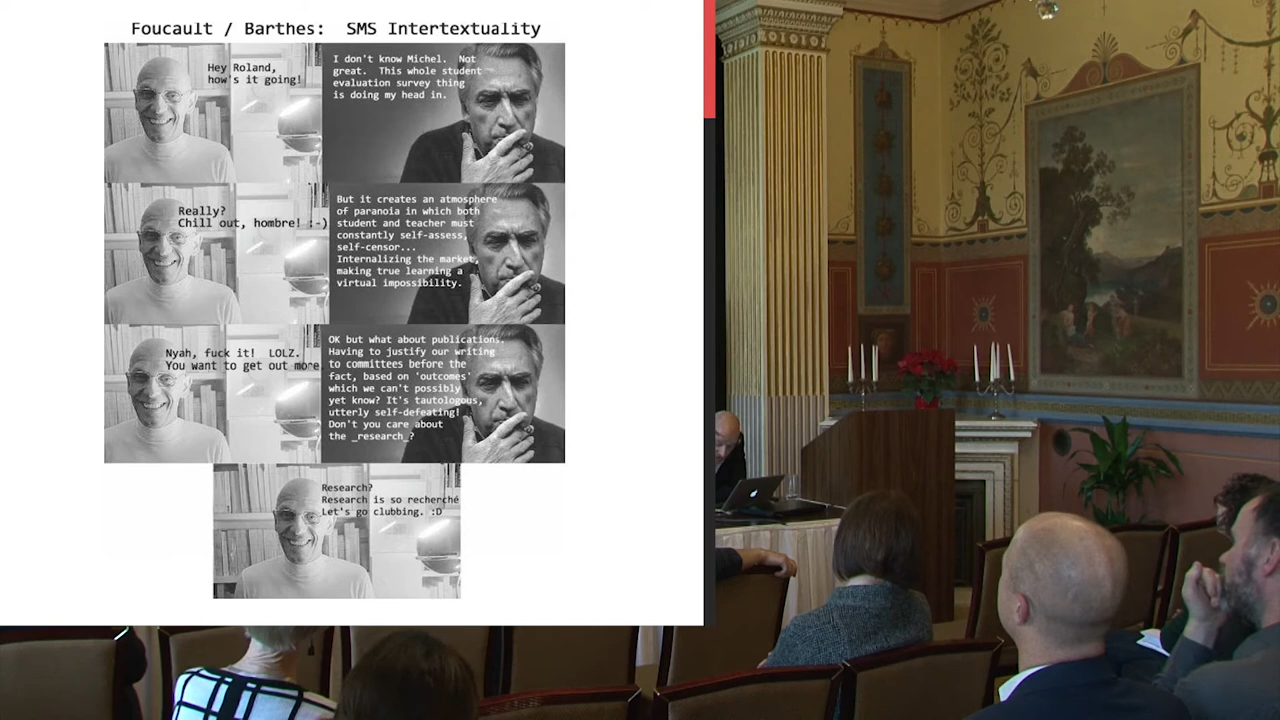 Foucault / Barthes:  SMS Intertextuality
Hey Roland,
how's it going!
I don't know Michel.  Not
great.  This whole student
evaluation survey thing
is doing my head in.
Really?
Chill out, hombre! :-)
But it creates an atmosphere
of paranoia in which both
student and teacher must
constantly self-assess,
self-censor...
Internalizing the market,
making true learning a
virtual impossibility.
Nyah, fuck it!  LOLZ.
You want to get out more
OK but what about publications.
Having to justify our writing
to committees before the
fact, based on 'outcomes'
which we can't possibly
yet know? It's tautologous,
utterly self-defeating!
Don't you care about
the _research_?
Research?
Research is so recherché
Let's go clubbing. :D